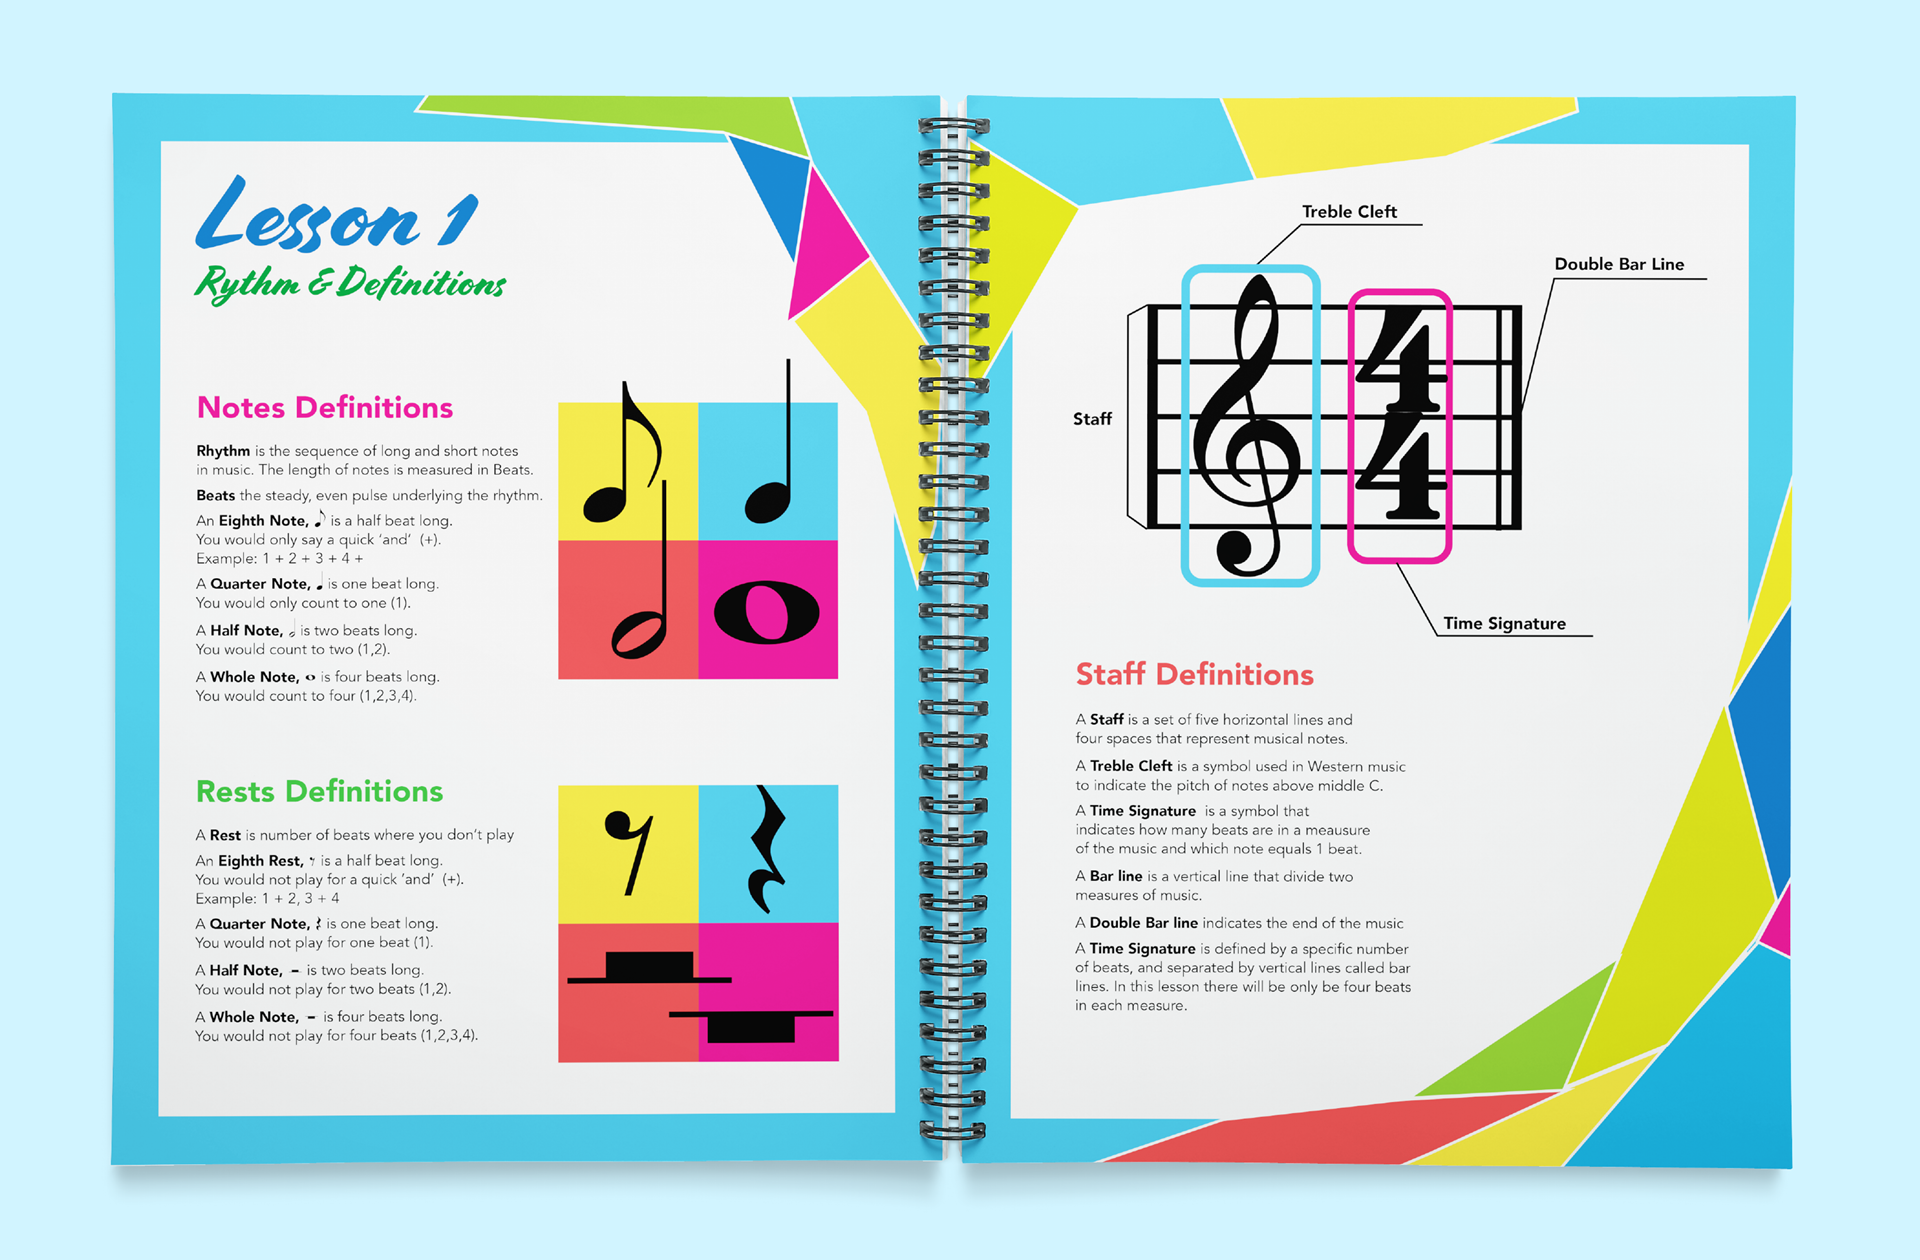 Lesson 1
Rythm & Definitions
Notes Definitions
Rhythm is the sequence of long and short notes
in music. The length of notes is measured in Beats.
Beats the steady, even pulse underlying the rhythm.
An Eighth Note, ♪ is a half beat long.
You would only say a quick 'and' (+).
Example: 1 + 2 + 3 + 4 +
A Quarter Note, ♩ is one beat long.
You would only count to one (1).
A Half Note, 𝅗𝅥 is two beats long.
You would count to two (1,2).
A Whole Note, 𝅝 is four beats long.
You would count to four (1,2,3,4).
Rests Definitions
A Rest is number of beats where you don't play
An Eighth Rest, 𝄾 is a half beat long.
You would not play for a quick 'and' (+).
Example: 1 + 2, 3 + 4
A Quarter Note, 𝄽 is one beat long.
You would not play for one beat (1).
A Half Note, 𝄼 is two beats long.
You would not play for two beats (1,2).
A Whole Note, 𝄻 is four beats long.
You would not play for four beats (1,2,3,4).
Treble Cleft
Double Bar Line
Staff
4
4
Time Signature
Staff Definitions
A Staff is a set of five horizontal lines and
four spaces that represent musical notes.
A Treble Cleft is a symbol used in Western music
to indicate the pitch of notes above middle C.
A Time Signature is a symbol that
indicates how many beats are in a meausure
of the music and which note equals 1 beat.
A Bar line is a vertical line that divide two
measures of music.
A Double Bar line indicates the end of the music
A Time Signature is defined by a specific number
of beats, and separated by vertical lines called bar
lines. In this lesson there will be only be four beats
in each measure.